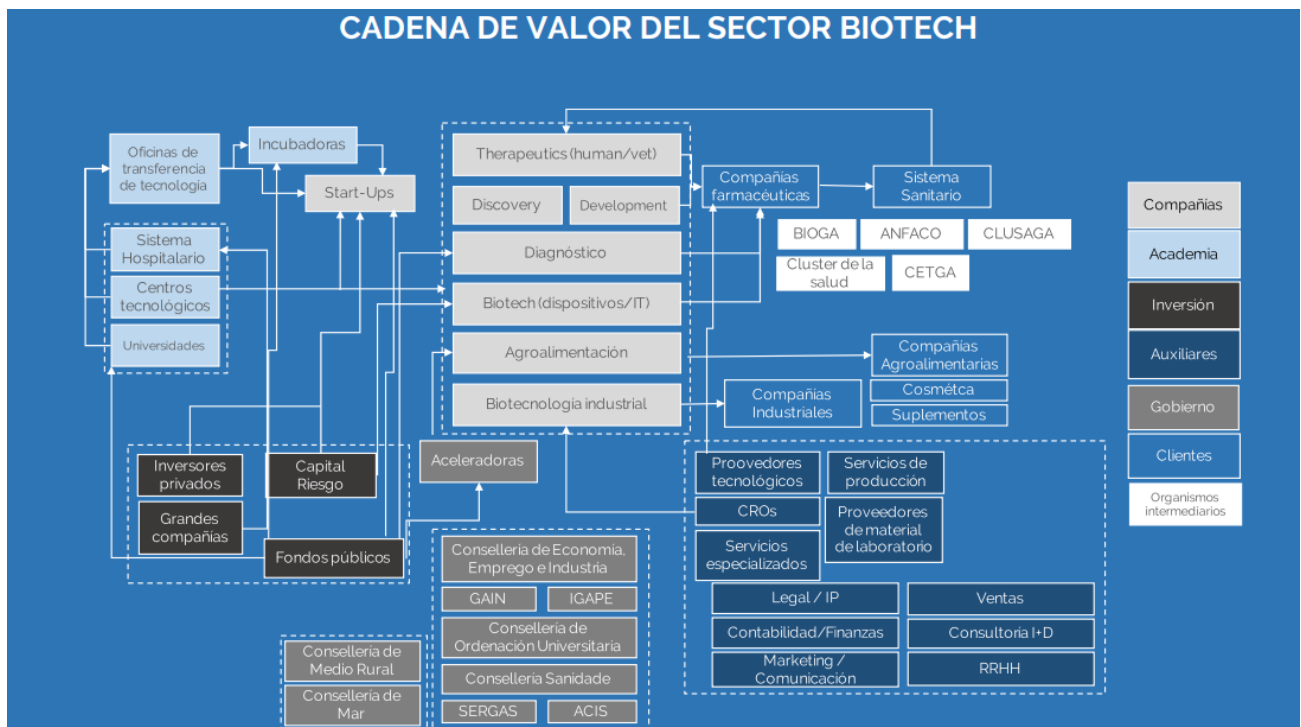 CADENA DE VALOR DEL SECTOR BIOTECH
Oficinas de
transferencia
de tecnología
Incubadoras
Start-Ups
Sistema
Hospitalario
Centros
tecnológicos
Universidades
Therapeutics (human/vet)
Discovery
Development
Diagnóstico
Biotech (dispositivos/IT)
Agroalimentación
Biotecnología industrial
Compañías
farmacéuticas
Sistema
Sanitario
BIOGA
ANFACO
CLUSAGA
Cluster de la
salud
CETGA
Compañías
Agroalimentarias
Compañías
Industriales
Cosmétca
Suplementos
Compañías
Academia
Inversión
Auxiliares
Gobierno
Clientes
Organismos
intermediarios
Inversores
privados
Capital
Riesgo
Grandes
compañías
Fondos públicos
Aceleradoras
Conselleria de Economía,
Emprego e Industria
GAIN
IGAPE
Conselleria de
Ordenación Universitaria
Consellería Sanidade
SERGAS
ACIS
Consellería de
Medio Rural
Consellería de
Mar
Proovedores
tecnológicos
Servicios de
producción
CROs
Proveedores
de material
de laboratorio
Servicios
especializados
Legal / IP
Ventas
Contabilidad/Finanzas
Consultoria I+D
Marketing /
Comunicación
RRHH